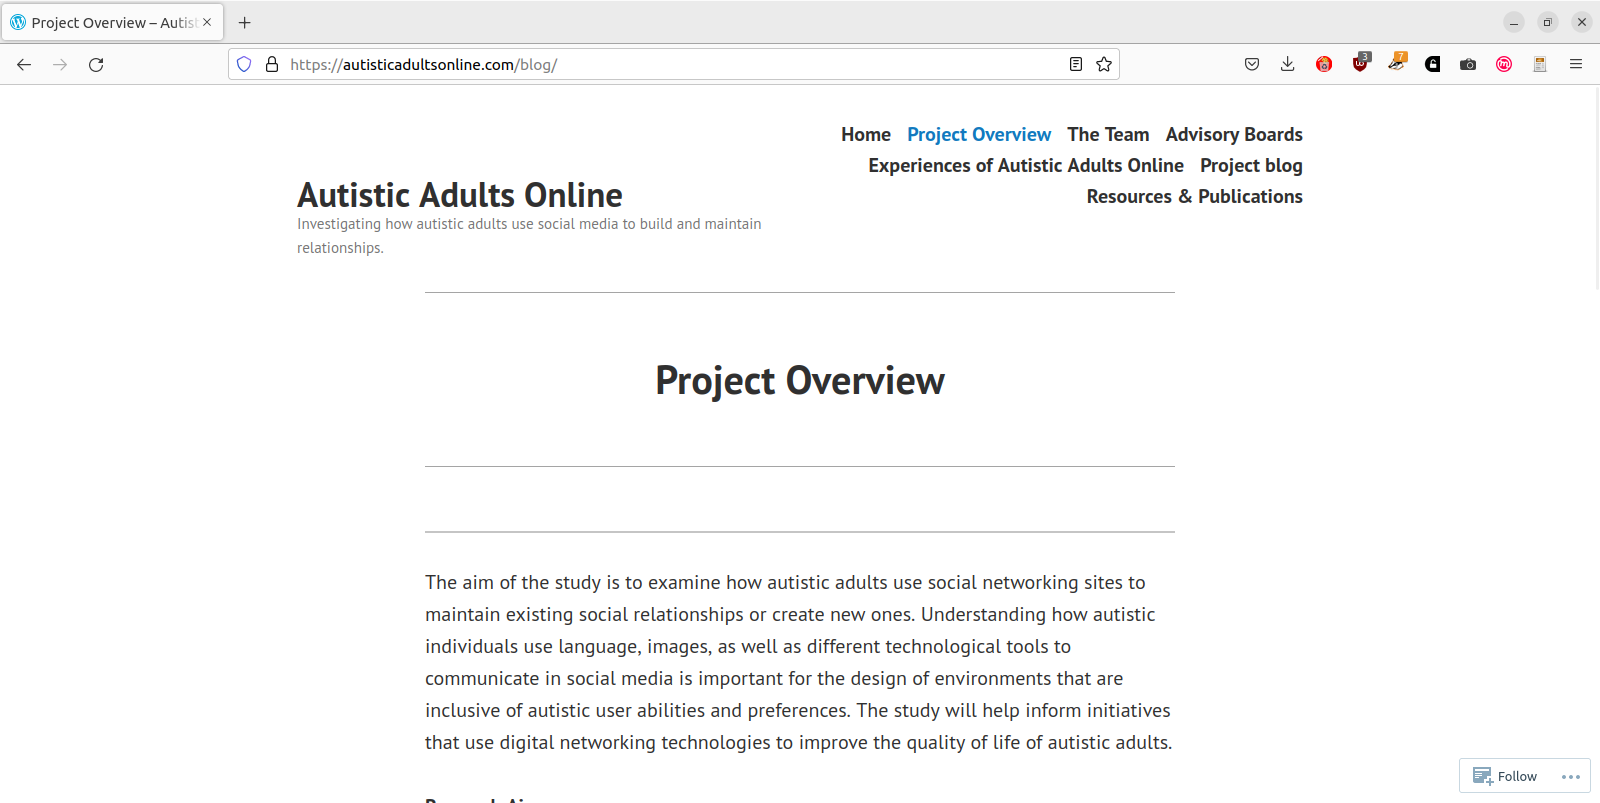 Project Overview – Autis
https://autisticadultsonline.com/blog/
3
7
Home Project Overview The Team Advisory Boards
Experiences of Autistic Adults Online Project blog
Resources & Publications
Autistic Adults Online
Investigating how autistic adults use social media to build and maintain
relationships.
Project Overview
The aim of the study is to examine how autistic adults use social networking sites to
maintain existing social relationships or create new ones. Understanding how autistic
individuals use language, images, as well as different technological tools to
communicate in social media is important for the design of environments that are
inclusive of autistic user abilities and preferences. The study will help inform initiatives
that use digital networking technologies to improve the quality of life of autistic adults.
Follow